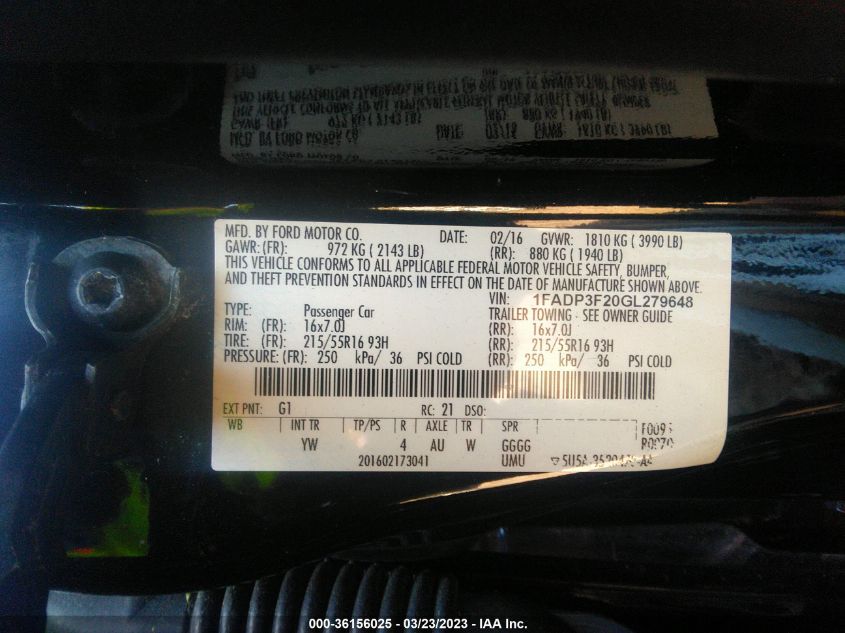 MFD. BY FORD MOTOR CO. DATE: 02/16 GVWR: 1810 KG ( 3990 LB)
GAWR: (FR): 972 KG ( 2143 LB) (RR): 880 KG ( 1940 LB)
THIS VEHICLE CONFORMS TO ALL APPLICABLE FEDERAL MOTOR VEHICLE SAFETY, BUMPER,
AND THEFT PREVENTION STANDARDS IN EFFECT ON THE DATE OF MANUFACTURE SHOWN ABOVE.
VIN: 1FADP3F20GL279648
TYPE: Passenger Car TRAILER TOWING - SEE OWNER GUIDE
RIM: (FR): 16x7.0J (RR): 16x7.0J
TIRE: (FR): 215/55R16 93H (RR): 215/55R16 93H
PRESSURE: (FR): 250 kPa/ 36 PSI COLD (RR): 250 kPa/ 36 PSI COLD
EXT PNT: G1 RC: 21 DSO:
WB INT TR TP/PS R AXLE TR SPR
YW 4 AU W GGGG
201602173041 UMU
000-36156025 - 03/23/2023 - IAA Inc.